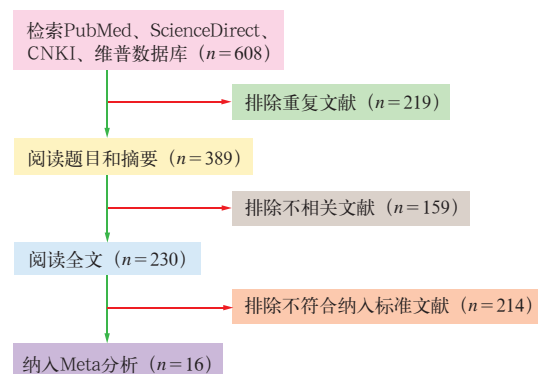 检索PubMed、ScienceDirect、
CNKI、维普数据库（n=608）
排除重复文献（n=219）
阅读题目和摘要（n=389）
排除不相关文献（n=159）
阅读全文（n=230）
排除不符合纳入标准文献（n=214）
纳入Meta分析（n=16）